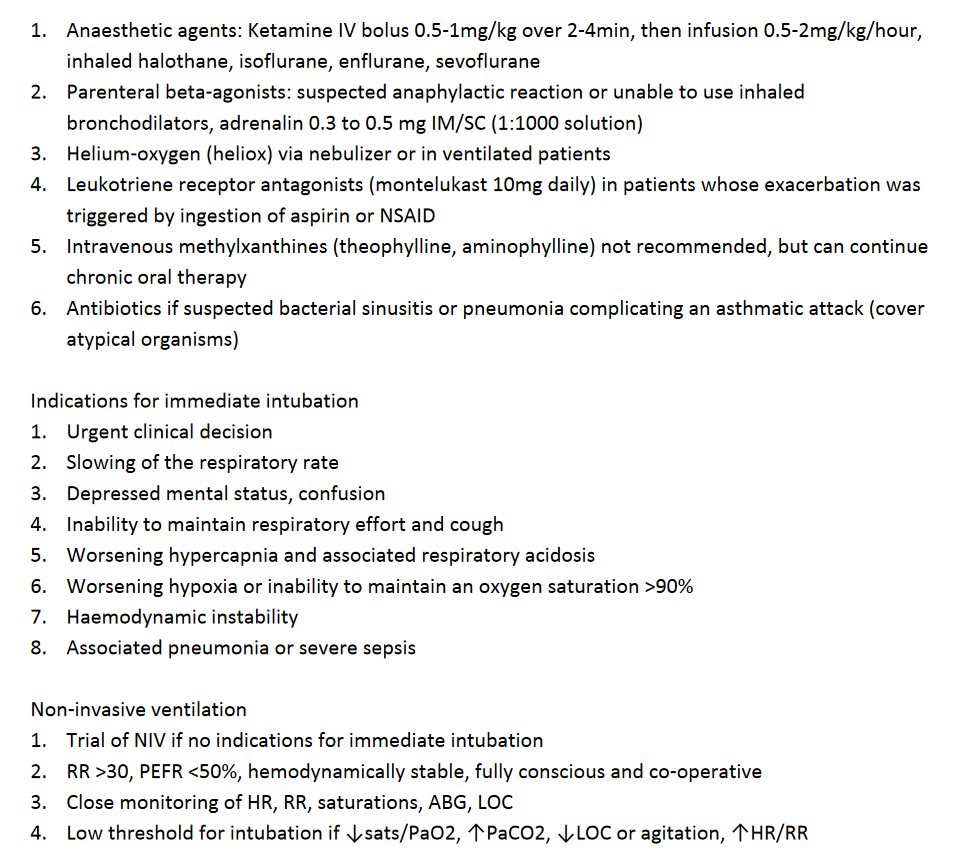 1. Anaesthetic agents: Ketamine IV bolus 0.5-1mg/kg over 2-4min, then infusion 0.5-2mg/kg/hour,
inhaled halothane, isoflurane, enflurane, sevoflurane
2. Parenteral beta-agonists: suspected anaphylactic reaction or unable to use inhaled
bronchodilators, adrenalin 0.3 to 0.5 mg IM/SC (1:1000 solution)
3. Helium-oxygen (heliox) via nebulizer or in ventilated patients
4. Leukotriene receptor antagonists (montelukast 10mg daily) in patients whose exacerbation was
triggered by ingestion of aspirin or NSAID
5. Intravenous methylxanthines (theophylline, aminophylline) not recommended, but can continue
chronic oral therapy
6. Antibiotics if suspected bacterial sinusitis or pneumonia complicating an asthmatic attack (cover
atypical organisms)
Indications for immediate intubation
1. Urgent clinical decision
2. Slowing of the respiratory rate
3. Depressed mental status, confusion
4. Inability to maintain respiratory effort and cough
5. Worsening hypercapnia and associated respiratory acidosis
6. Worsening hypoxia or inability to maintain an oxygen saturation >90%
7. Haemodynamic instability
8. Associated pneumonia or severe sepsis
Non-invasive ventilation
1. Trial of NIV if no indications for immediate intubation
2. RR >30, PEFR <50%, hemodynamically stable, fully conscious and co-operative
3. Close monitoring of HR, RR, saturations, ABG, LOC
4. Low threshold for intubation if ↓sats/PaO2, ↑PaCO2, ↓LOC or agitation, ↑HR/RR